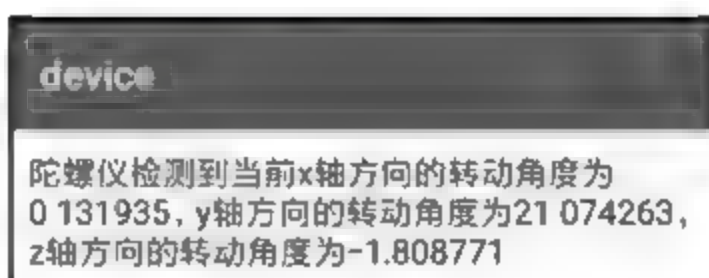 device
陀螺仪检测到当前x轴方向的转动角度为
0 131935, y轴方向的转动角度为21 074263,
z轴方向的转动角度为-1.808771